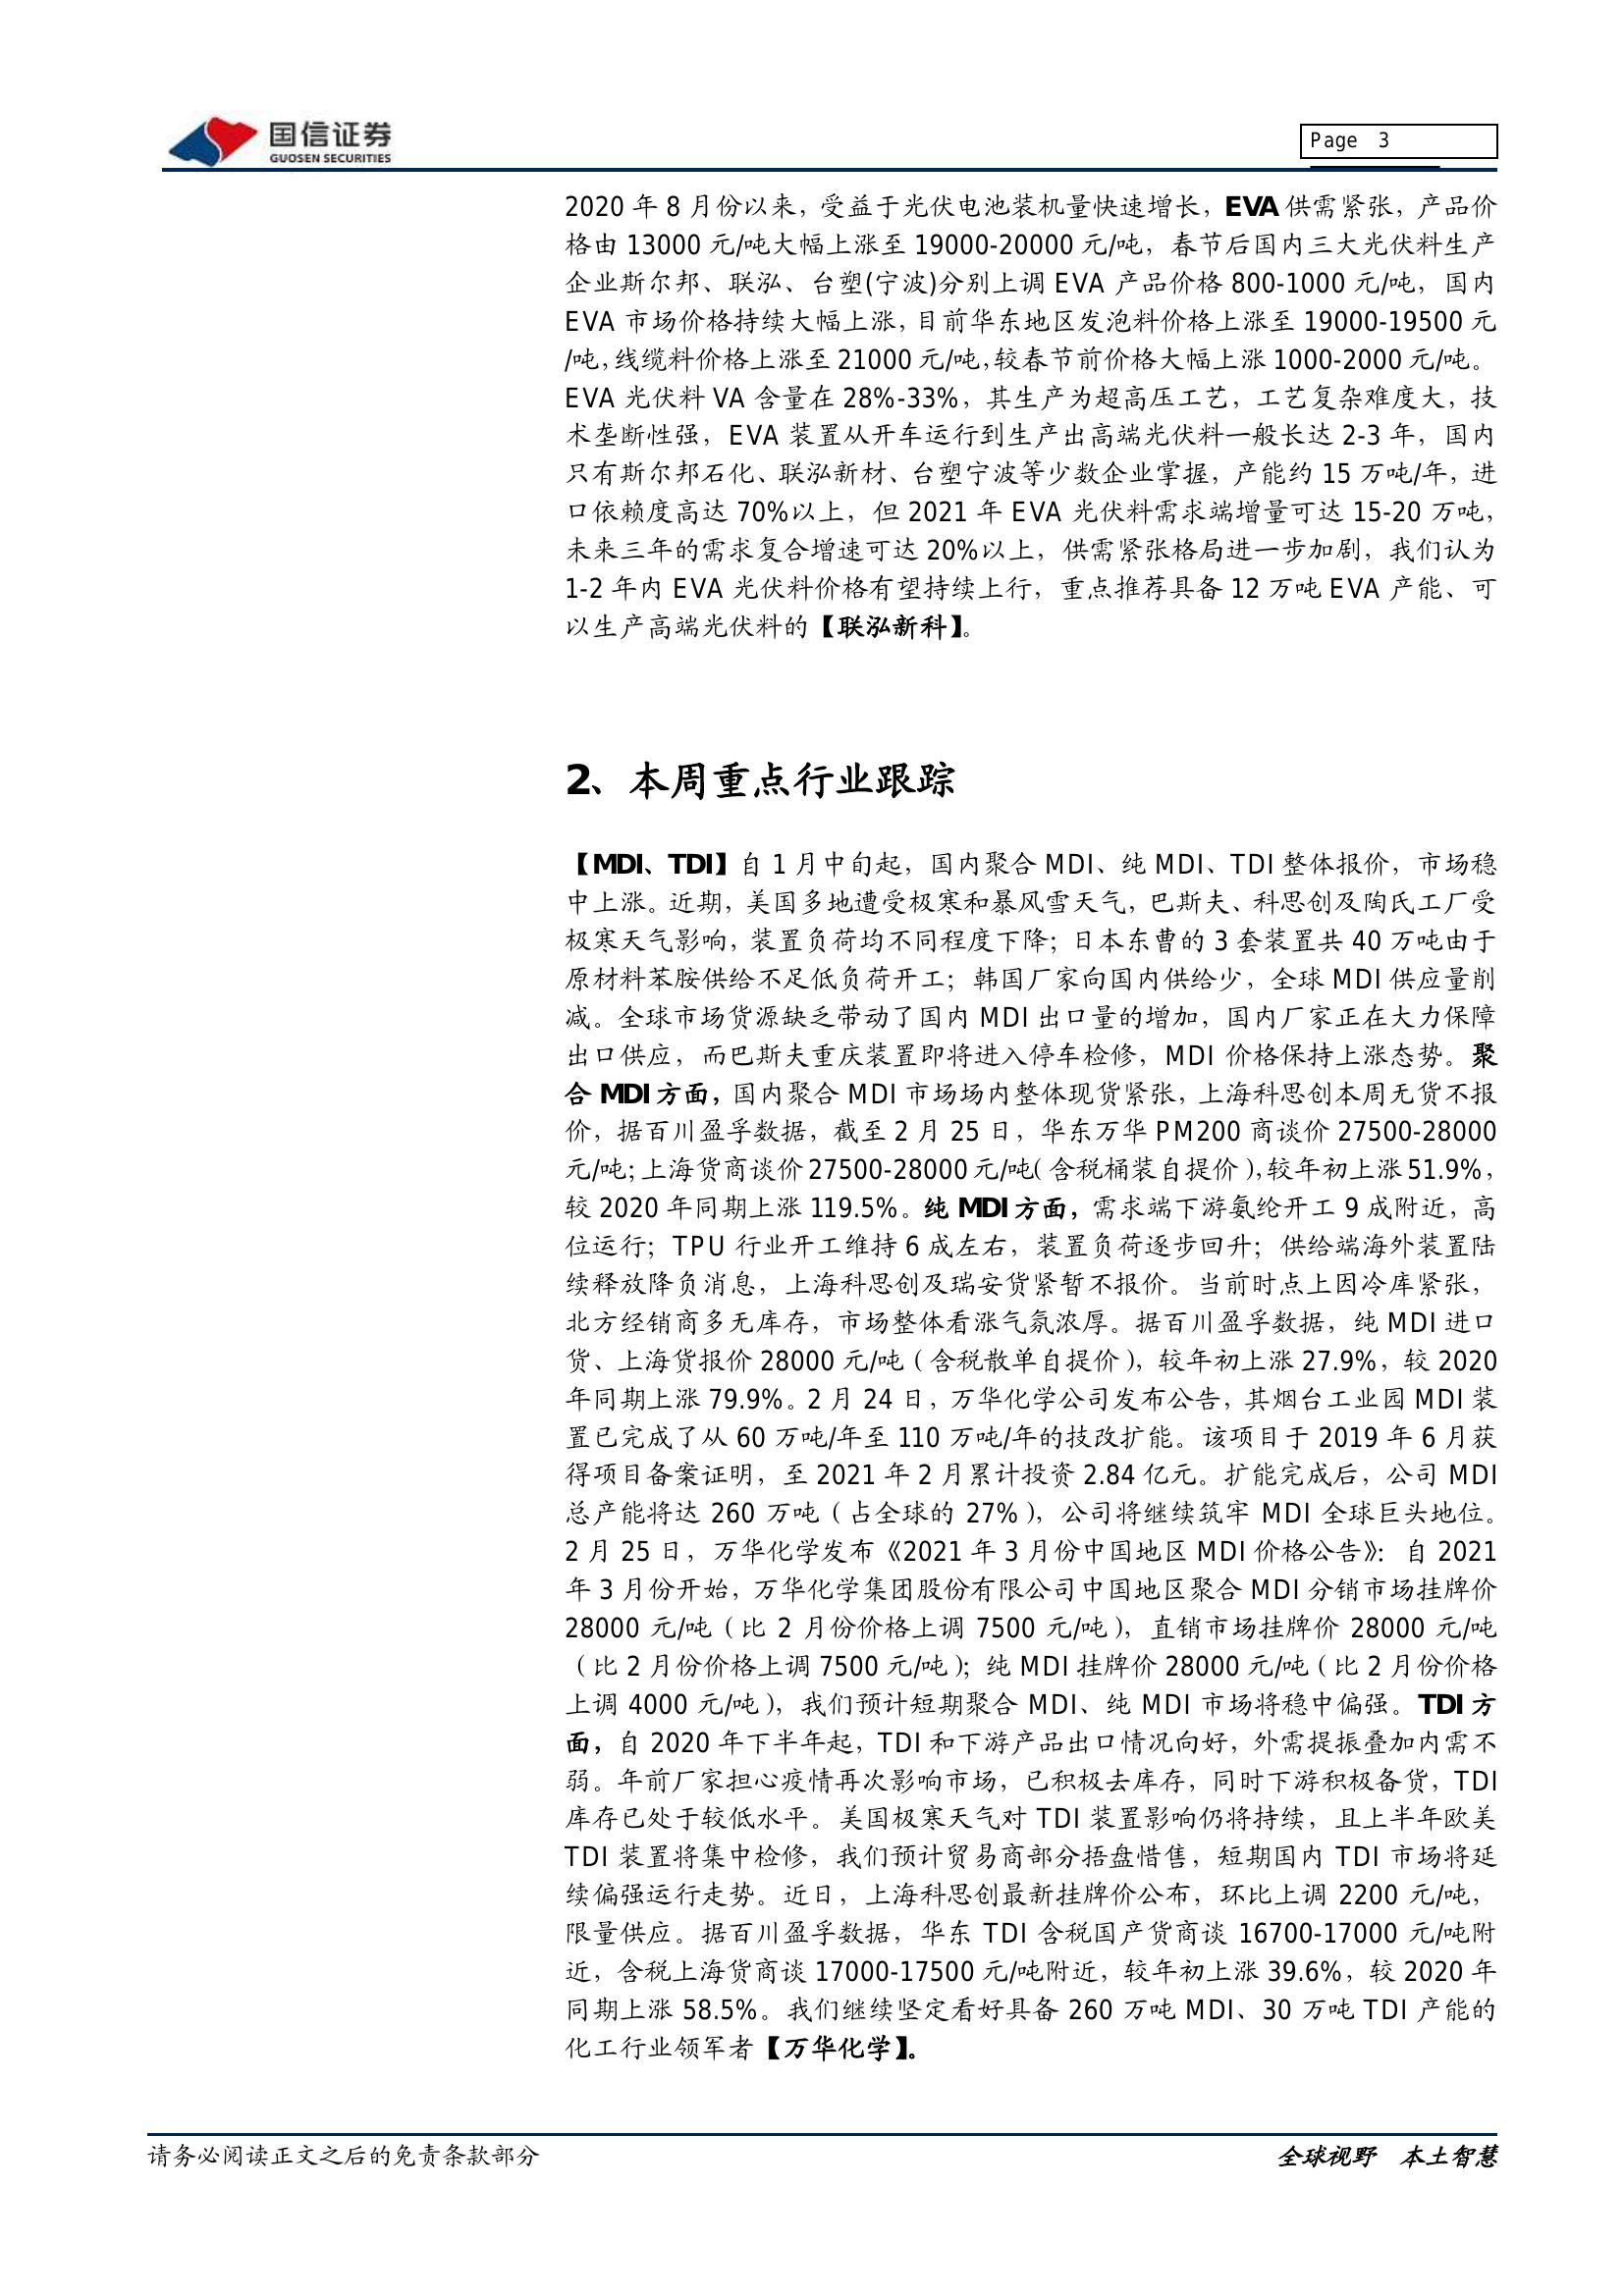 国信证券
GUOSEN SECURITIES
Page 3
2020 年 8 月份以来，受益于光伏电池装机量快速增长，EVA 供需紧张，产品价
格由 13000 元/吨大幅上涨至 19000-20000 元/吨，春节后国内三大光伏料生产
企业斯尔邦、联泓、台塑(宁波)分别上调 EVA 产品价格 800-1000 元/吨，国内
EVA 市场价格持续大幅上涨，目前华东地区发泡料价格上涨至 19000-19500 元
/吨，线缆料价格上涨至 21000 元/吨，较春节前价格大幅上涨 1000-2000 元/吨。
EVA 光伏料 VA 含量在 28%-33%，其生产为超高压工艺，工艺复杂难度大，技
术垄断性强，EVA 装置从开车运行到生产出高端光伏料一般长达 2-3 年，国内
只有斯尔邦石化、联泓新材、台塑宁波等少数企业掌握，产能约 15 万吨/年，进
口依赖度高达 70%以上，但 2021 年 EVA 光伏料需求端增量可达 15-20 万吨，
未来三年的需求复合增速可达 20%以上，供需紧张格局进一步加剧，我们认为
1-2 年内 EVA 光伏料价格有望持续上行，重点推荐具备 12 万吨 EVA 产能、可
以生产高端光伏料的【联泓新科】。
2、本周重点行业跟踪
【MDI、TDI】自 1 月中旬起，国内聚合 MDI、纯 MDI、TDI 整体报价，市场稳
中上涨。近期，美国多地遭受极寒和暴风雪天气，巴斯夫、科思创及陶氏工厂受
极寒天气影响，装置负荷均不同程度下降；日本东曹的 3 套装置共 40 万吨由于
原材料苯胺供给不足低负荷开工；韩国厂家向国内供给少，全球 MDI 供应量削
减。全球市场货源缺乏带动了国内 MDI 出口量的增加，国内厂家正在大力保障
出口供应，而巴斯夫重庆装置即将进入停车检修，MDI 价格保持上涨态势。聚
合 MDI 方面，国内聚合 MDI 市场场内整体现货紧张，上海科思创本周无货不报
价，据百川盈孚数据，截至 2 月 25 日，华东万华 PM200 商谈价 27500-28000
元/吨；上海货商谈价 27500-28000 元/吨（含税桶装自提价），较年初上涨 51.9%，
较 2020 年同期上涨 119.5%。纯 MDI 方面，需求端下游氨纶开工 9 成附近，高
位运行；TPU 行业开工维持 6 成左右，装置负荷逐步回升；供给端海外装置陆
续释放降负消息，上海科思创及瑞安货紧暂不报价。当前时点上因冷库紧张，
北方经销商多无库存，市场整体看涨气氛浓厚。据百川盈孚数据，纯 MDI 进口
货、上海货报价 28000 元/吨（含税散单自提价），较年初上涨 27.9%，较 2020
年同期上涨 79.9%。2 月 24 日，万华化学公司发布公告，其烟台工业园 MDI 装
置已完成了从 60 万吨/年至 110 万吨/年的技改扩能。该项目于 2019 年 6 月获
得项目备案证明，至 2021 年 2 月累计投资 2.84 亿元。扩能完成后，公司 MDI
总产能将达 260 万吨（占全球的 27%），公司将继续筑牢 MDI 全球巨头地位。
2 月 25 日，万华化学发布《2021 年 3 月份中国地区 MDI 价格公告》：自 2021
年 3 月份开始，万华化学集团股份有限公司中国地区聚合 MDI 分销市场挂牌价
28000 元/吨（比 2 月份价格上调 7500 元/吨），直销市场挂牌价 28000 元/吨
（比 2 月份价格上调 7500 元/吨）；纯 MDI 挂牌价 28000 元/吨（比 2 月份价格
上调 4000 元/吨），我们预计短期聚合 MDI、纯 MDI 市场将稳中偏强。TDI 方
面，自 2020 年下半年起，TDI 和下游产品出口情况向好，外需提振叠加内需不
弱。年前厂家担心疫情再次影响市场，已积极去库存，同时下游积极备货，TDI
库存已处于较低水平。美国极寒天气对 TDI 装置影响仍将持续，且上半年欧美
TDI 装置将集中检修，我们预计贸易商部分捂盘惜售，短期国内 TDI 市场将延
续偏强运行走势。近日，上海科思创最新挂牌价公布，环比上调 2200 元/吨，
限量供应。据百川盈孚数据，华东 TDI 含税国产货商谈 16700-17000 元/吨附
近，含税上海货商谈 17000-17500 元/吨附近，较年初上涨 39.6%，较 2020 年
同期上涨 58.5%。我们继续坚定看好具备 260 万吨 MDI、30 万吨 TDI 产能的
化工行业领军者【万华化学】。
请务必阅读正文之后的免责条款部分
全球视野 本土智慧